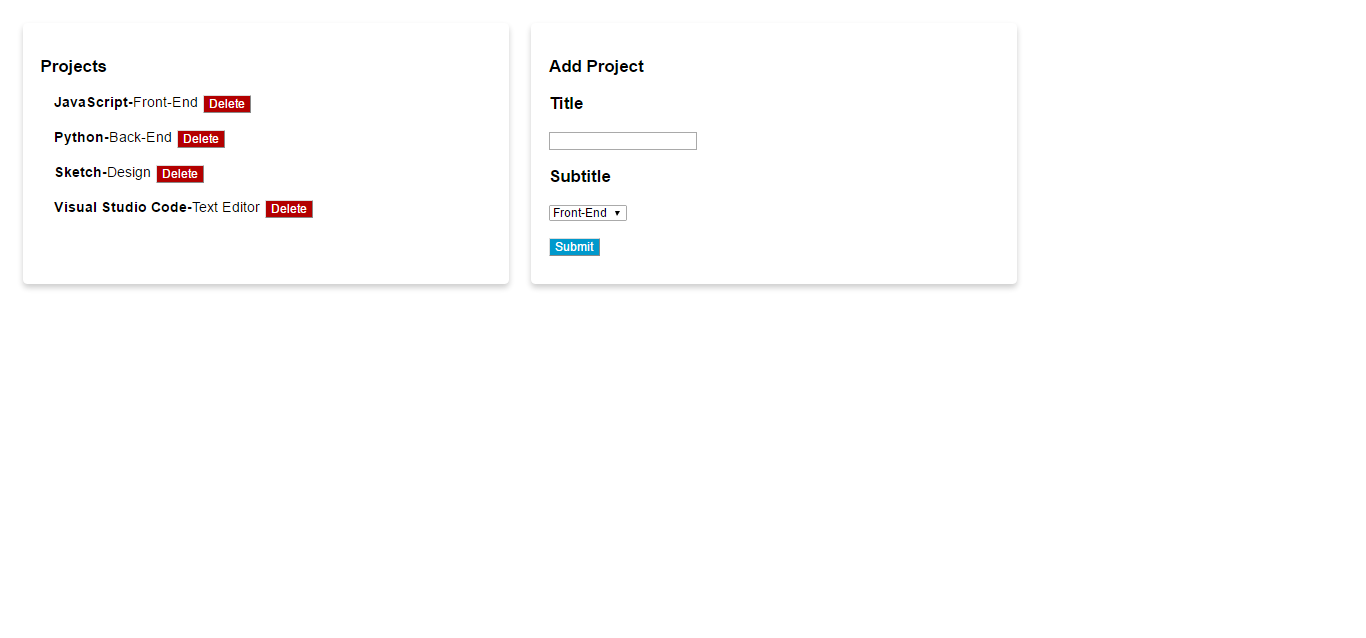 Projects
JavaScript-Front-End Delete
Python-Back-End Delete
Sketch-Design Delete
Visual Studio Code-Text Editor Delete
Add Project
Title
Subtitle
Front-End
Submit